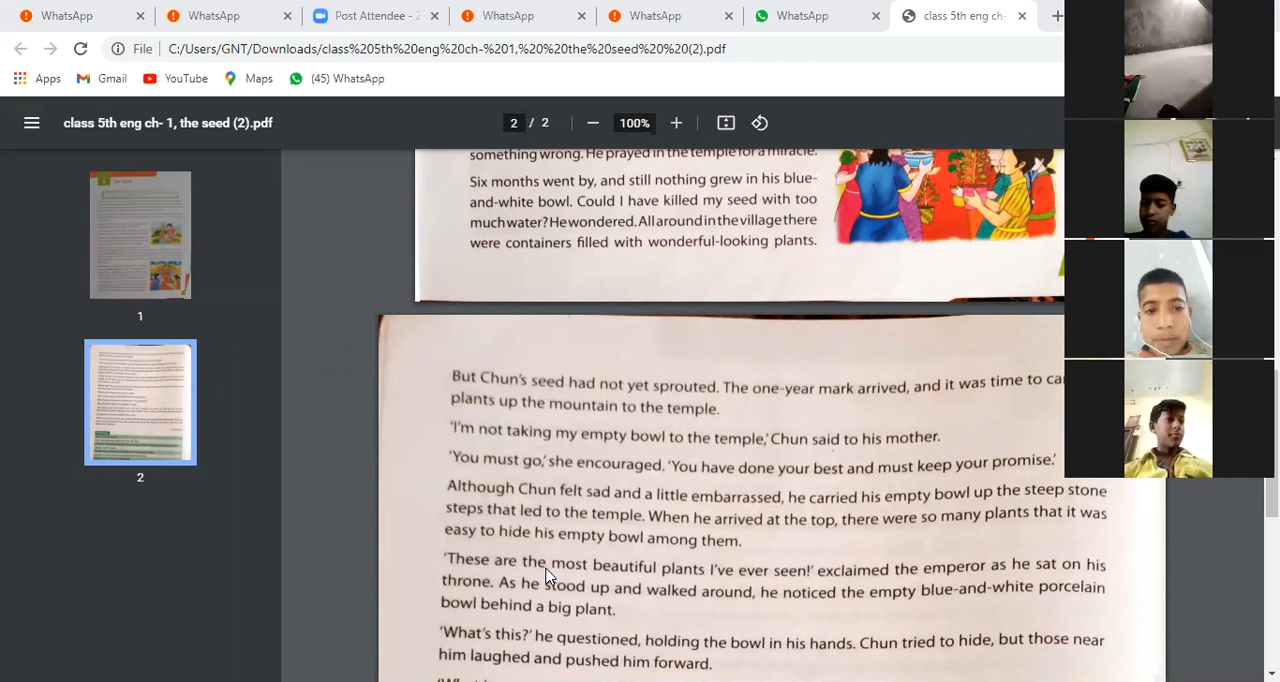 WhatsApp
WhatsApp
Post Attendee -
WhatsApp
WhatsApp
WhatsApp
class 5th eng ch-
File
C:/Users/GNT/Downloads/class%205th%20eng%20ch-%201,%20%20the%20seed%20%20(2).pdf
Apps
Gmail
YouTube
Maps
(45) WhatsApp
class 5th eng ch- 1, the seed (2).pdf
2 / 2
100%
1
2
something wrong. He prayed in the temple for a miracle.
Six months went by, and still nothing grew in his blue-
and-white bowl. Could I have killed my seed with too
much water? He wondered. All around in the village there
were containers filled with wonderful-looking plants.
But Chun's seed had not yet sprouted. The one-year mark arrived, and it was time to
plants up the mountain to the temple.
'I'm not taking my empty bowl to the temple,' Chun said to his mother.
'You must go,' she encouraged. 'You have done your best and must keep your promise.'
Although Chun felt sad and a little embarrassed, he carried his empty bowl up the steep stone
steps that led to the temple. When he arrived at the top, there were so many plants that it was
easy to hide his empty bowl among them.
'These are the most beautiful plants I've ever seen!' exclaimed the emperor as he sat on his
throne. As he stood up and walked around, he noticed the empty blue-and-white porcelain
bowl behind a big plant.
'What's this?' he questioned, holding the bowl in his hands. Chun tried to hide, but those near
him laughed and pushed him forward.